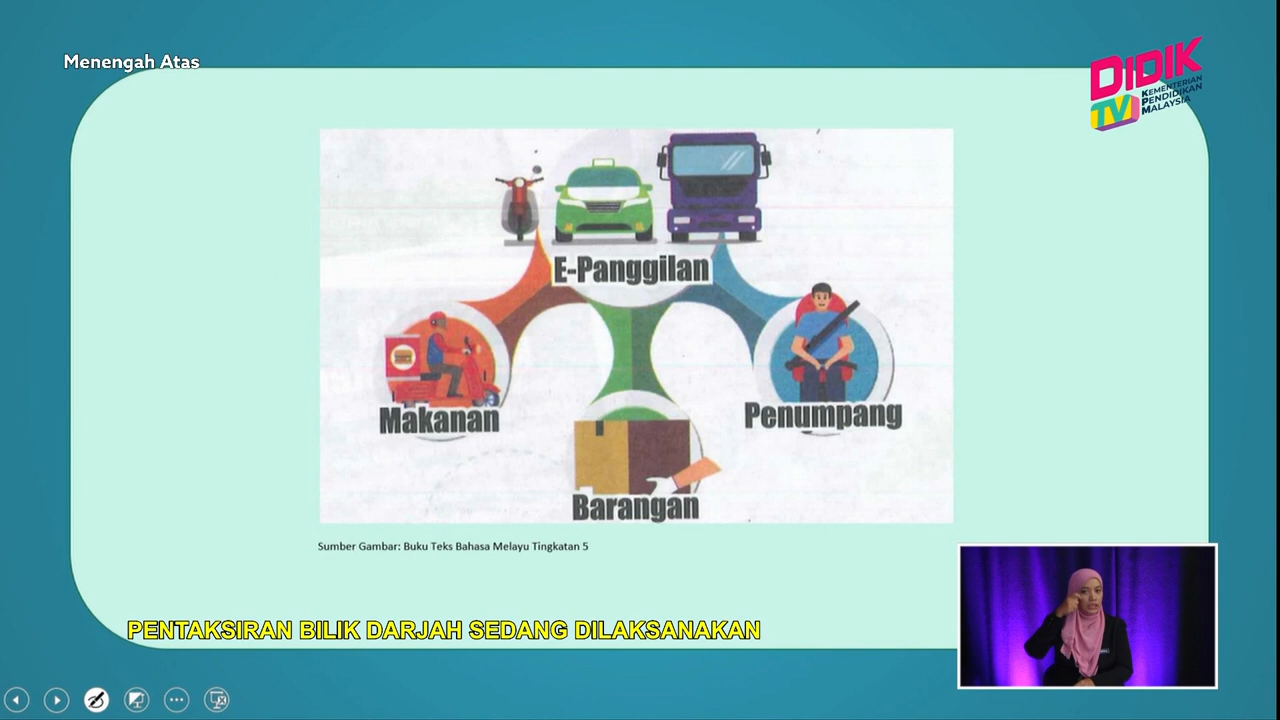 Menengah Atas
DIDIK
TV
KEMENTERIAN
PENDIDIKAN
MALAYSIA
E-Panggilan
Makanan
Penumpang
Barangan
Sumber Gambar: Buku Teks Bahasa Melayu Tingkatan 5
PENTAKSIRAN BILIK DARJAH SEDANG DILAKSANAKAN